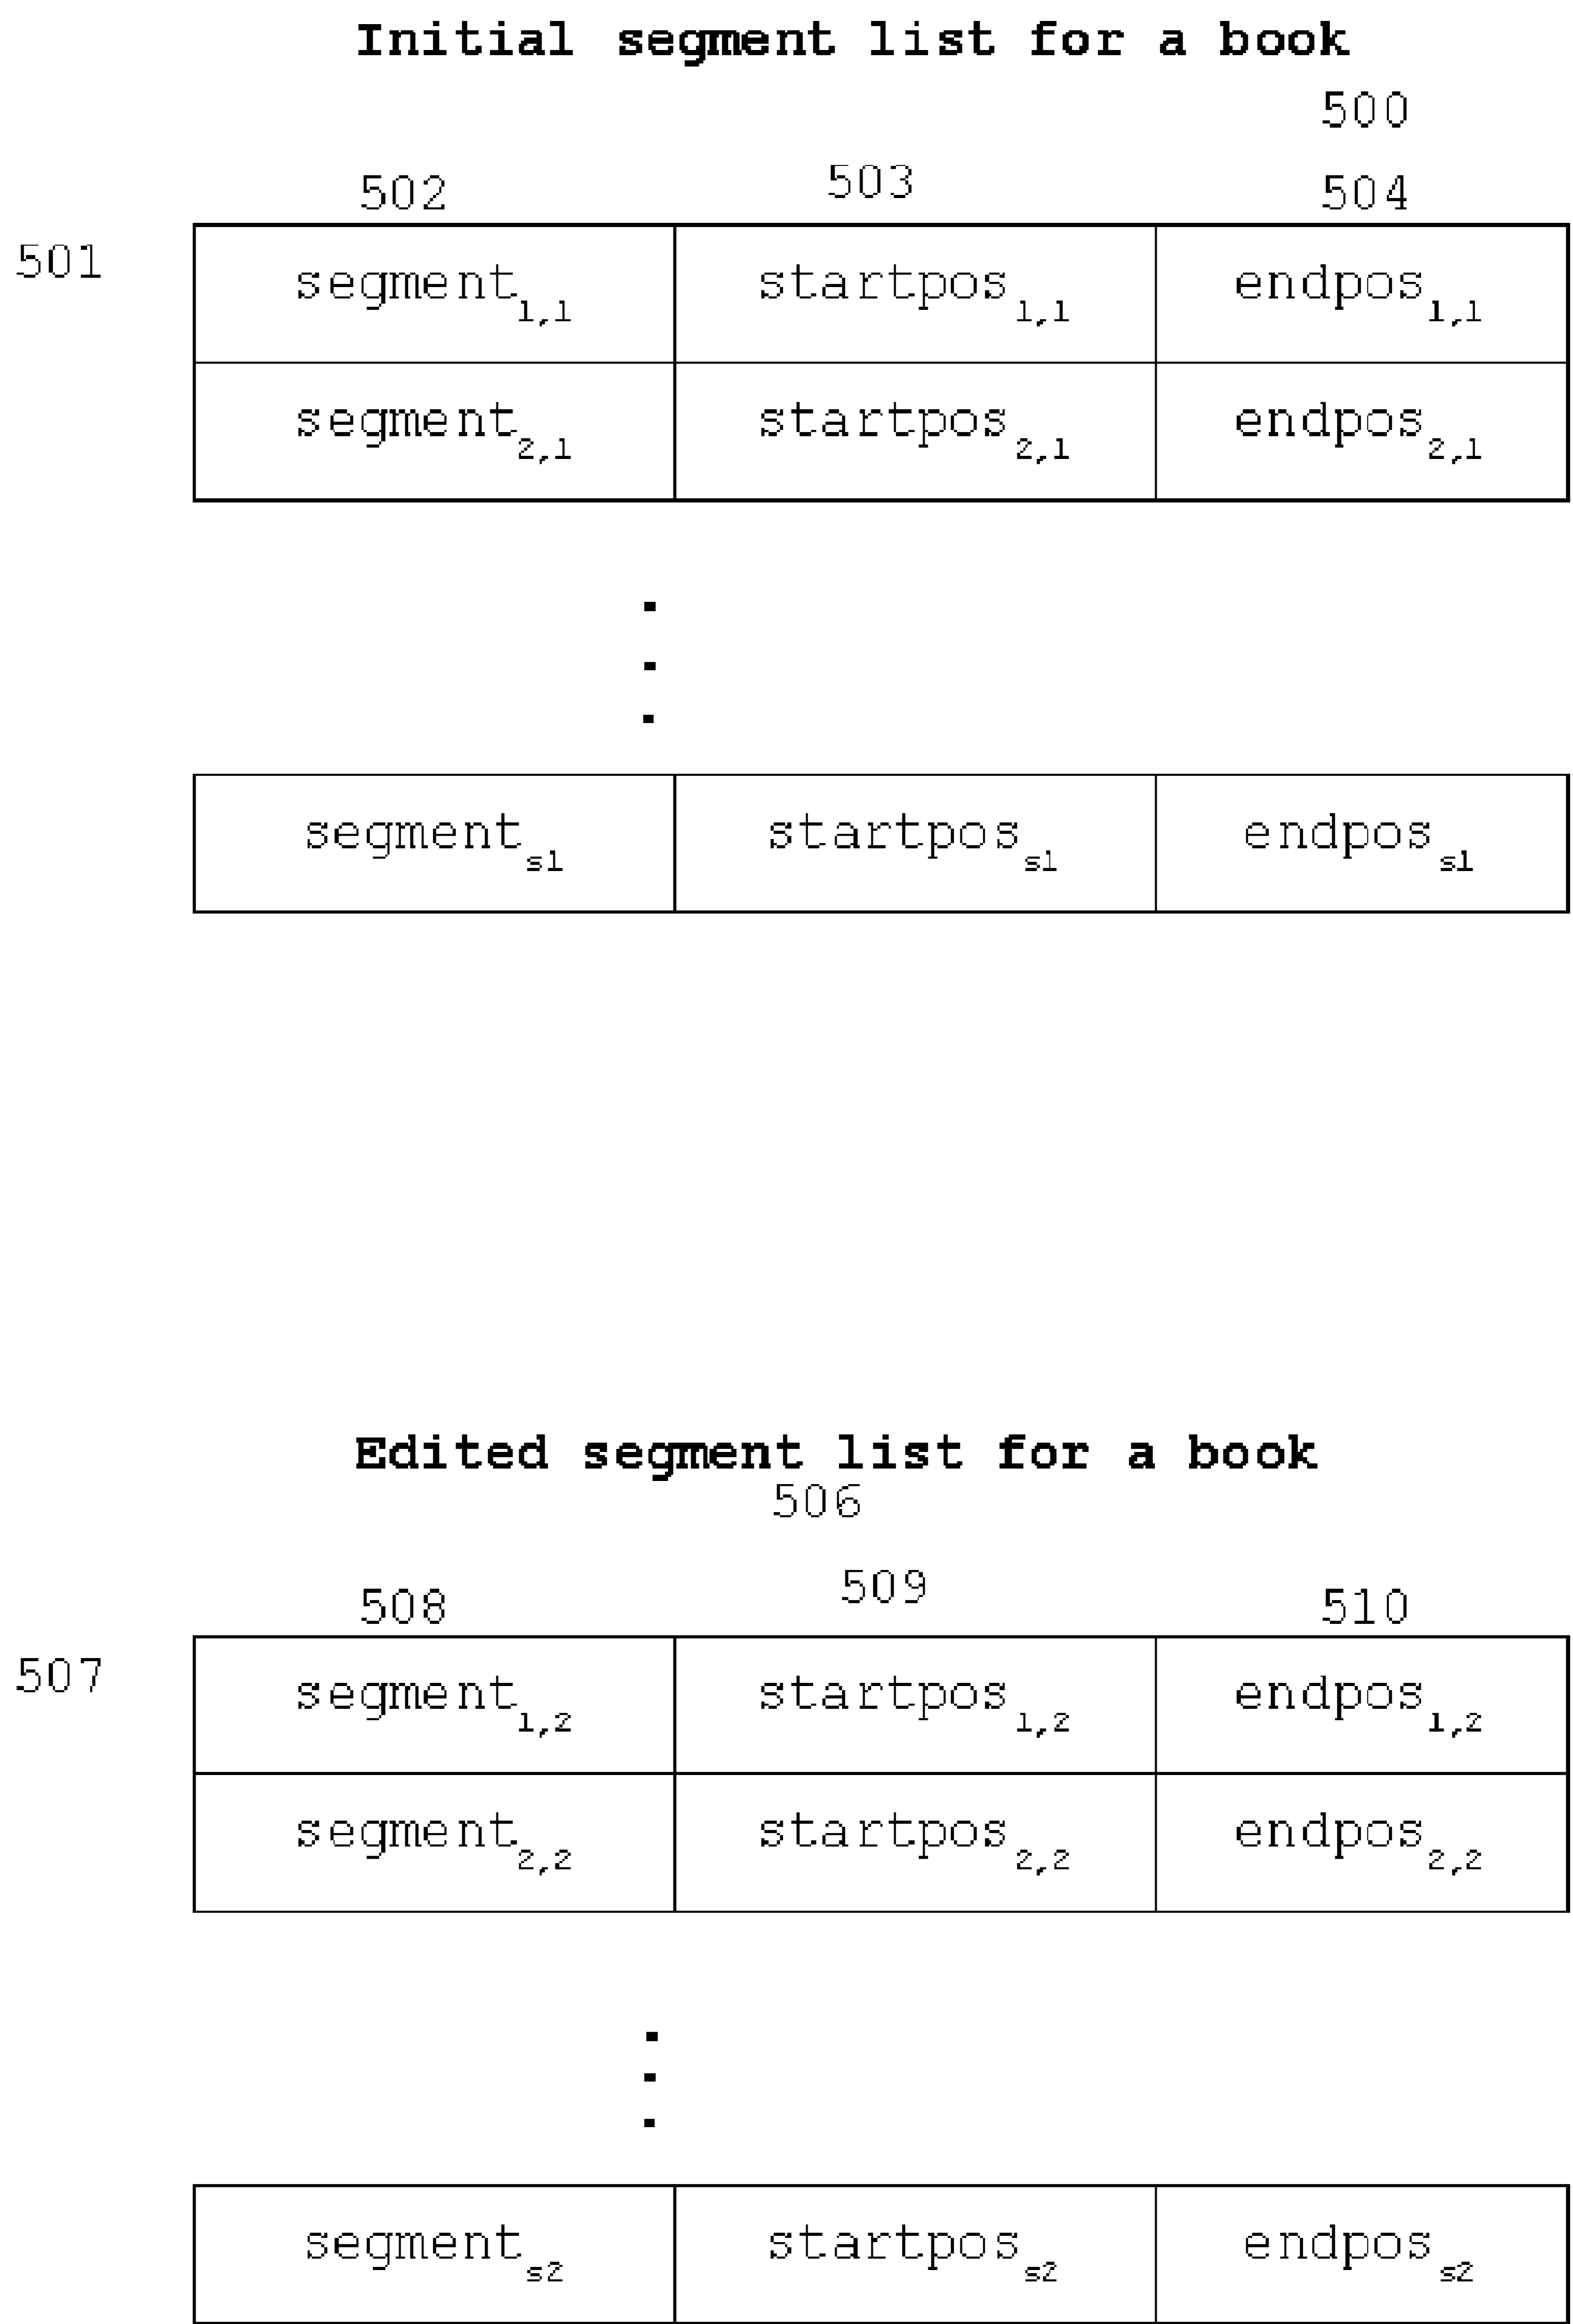 Initial segment list for a book
500
502 503 504
501
segment1,1 startpos1,1 endpos1,1
segment2,1 startpos2,1 endpos2,1
.
.
.
segments1 startposs1 endposs1
Edited segment list for a book
506
508 509 510
507
segment1,2 startpos1,2 endpos1,2
segment2,2 startpos2,2 endpos2,2
.
.
.
segments2 startposs2 endposs2